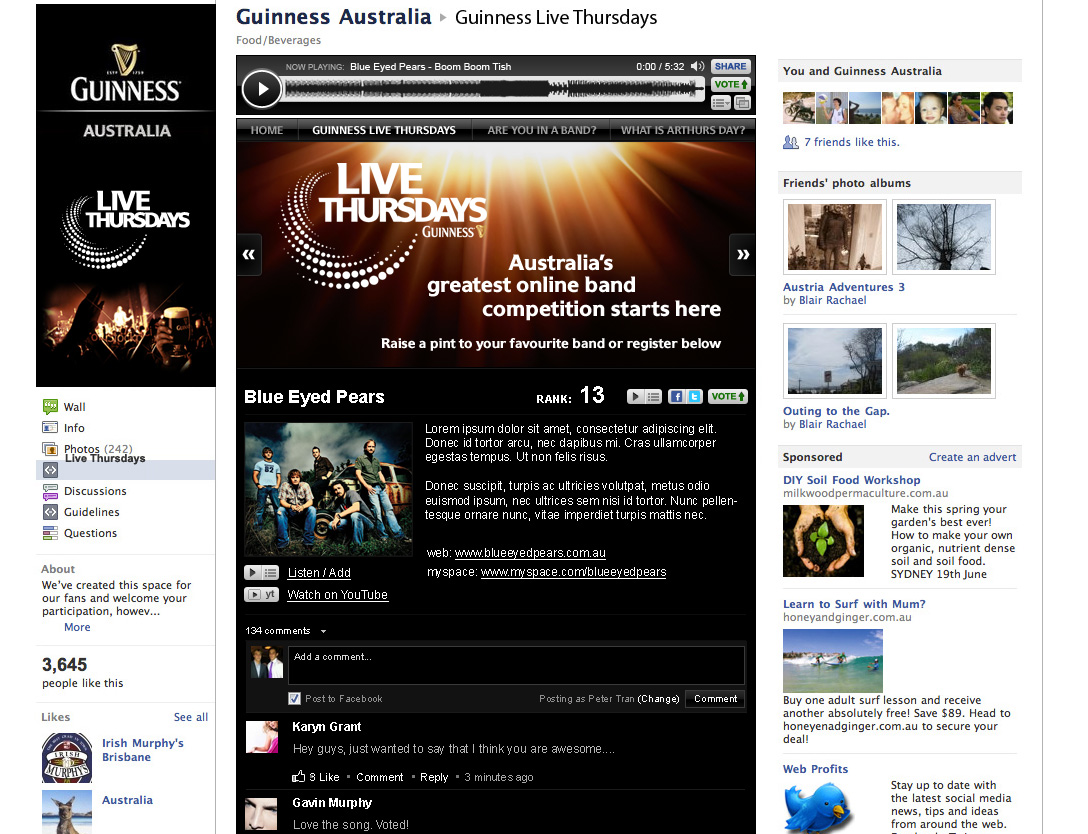 GUINNESS
AUSTRALIA
LIVE
THURSDAYS
Wall
Info
Photos (242)
Live Thursdays
Discussions
Guidelines
Questions
About
We've created this space for
our fans and welcome your
participation, howev...
More
3,645
people like this
Likes
See all
IRISH
MURPHY'S
Irish Murphy's
Brisbane
Australia
Guinness Australia
Guinness Live Thursdays
Food/Beverages
NOW PLAYING: Blue Eyed Pears - Boom Boom Tish
0:00 / 5:32
SHARE
VOTE
HOME
GUINNESS LIVE THURSDAYS
ARE YOU IN A BAND?
WHAT IS ARTHURS DAY?
LIVE
THURSDAYS
GUINNESS
«
»
Australia's
greatest online band
competition starts here
Raise a pint to your favourite band or register below
Blue Eyed Pears
RANK: 13
VOTE
Lorem ipsum dolor sit amet, consectetur adipiscing elit.
Donec id tortor arcu, nec dapibus mi. Cras ullamcorper
egestas tempus. Ut non felis risus.
Donec suscipit, turpis ac ultricies volutpat, metus odio
euismod ipsum, nec ultrices sem nisi id tortor. Nunc pellen-
tesque ornare nunc, vitae imperdiet turpis mattis nec.
web: www.blueeyedpears.com.au
myspace: www.myspace.com/blueeyedpears
Listen / Add
yt
Watch on YouTube
134 comments
Add a comment...
Post to Facebook
Posting as Peter Tran (Change)
Comment
Karyn Grant
Hey guys, just wanted to say that I think you are awesome....
9 Like • Comment • Reply • 3 minutes ago
Gavin Murphy
Love the song. Voted!
You and Guinness Australia
7 friends like this.
Friends' photo albums
Austria Adventures 3
by Blair Rachael
Outing to the Gap.
by Blair Rachael
Sponsored
Create an advert
DIY Soil Food Workshop
milkwoodpermaculture.com.au
Make this spring your
garden's best ever!
How to make your own
organic, nutrient dense
soil and soil food.
SYDNEY 19th June
Learn to Surf with Mum?
honeyandginger.com.au
Buy one adult surf lesson and receive
another absolutely free! Save $89. Head to
honeyenadginger.com.au to secure your
deal!
Web Profits
Stay up to date with
the latest social media
news, tips and ideas
from around the web.